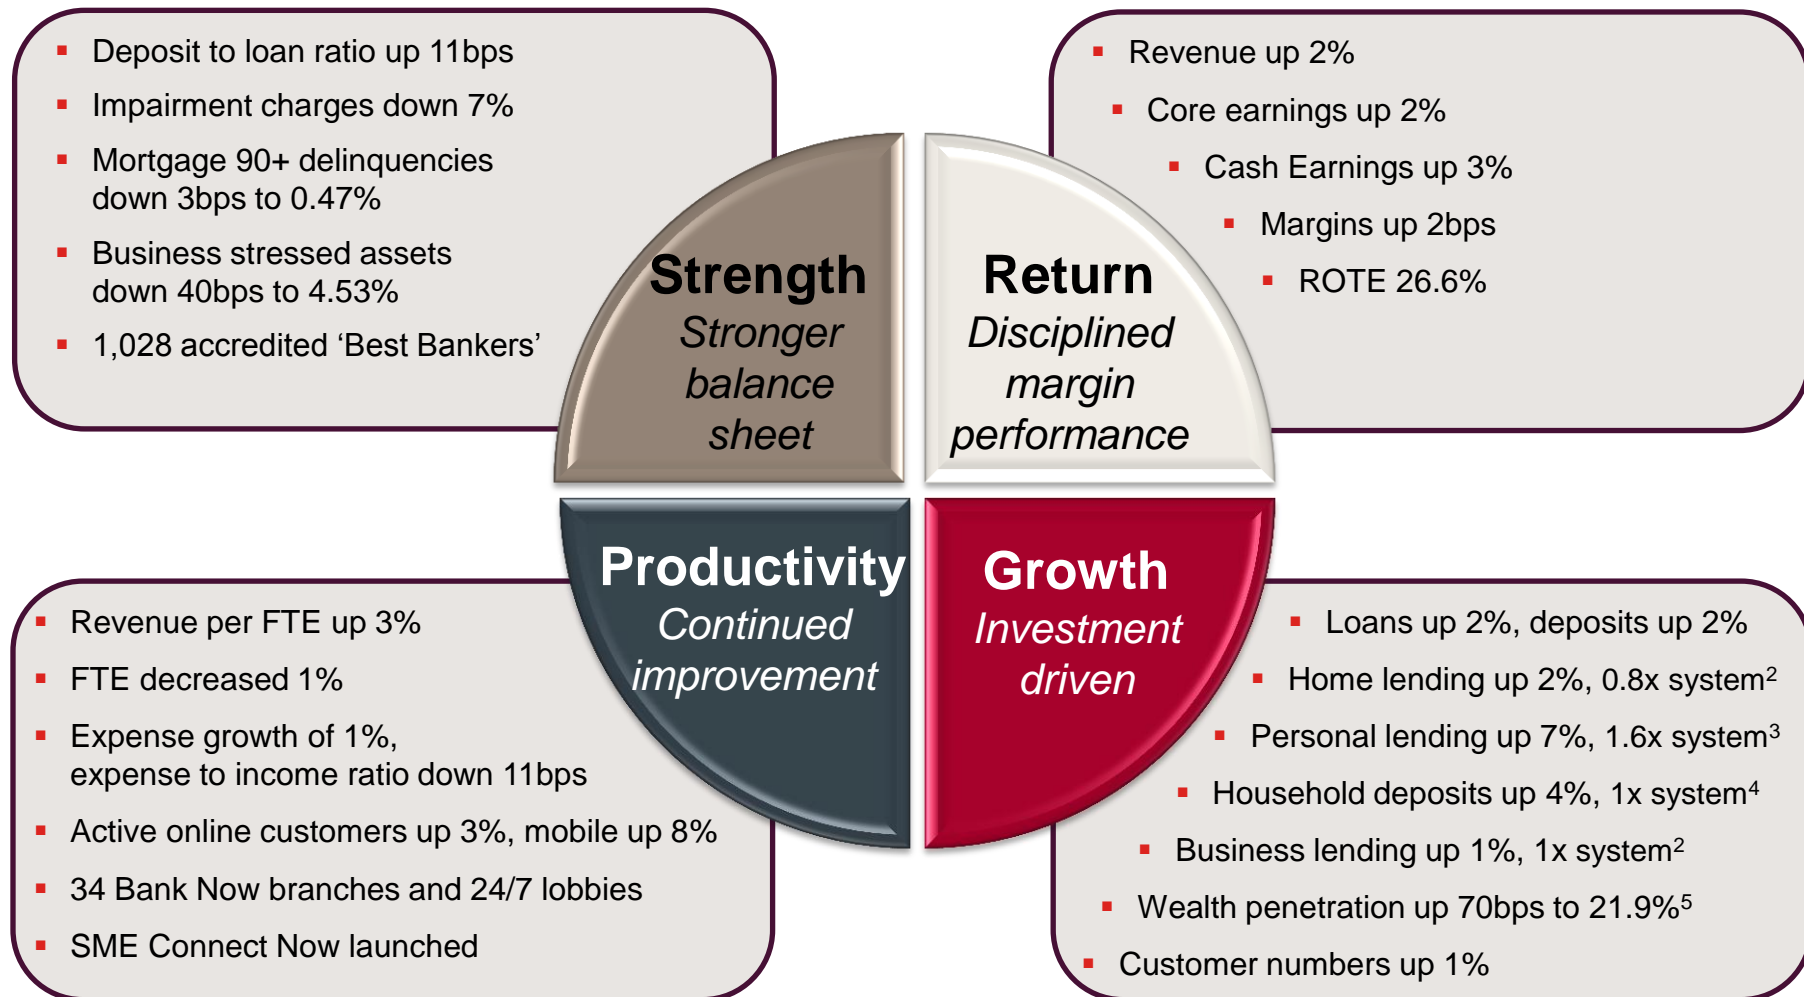 ▪ Deposit to loan ratio up 11bps
▪ Impairment charges down 7%
▪ Mortgage 90+ delinquencies
down 3bps to 0.47%
▪ Business stressed assets
down 40bps to 4.53%
▪ 1,028 accredited ‘Best Bankers’
▪ Revenue up 2%
▪ Core earnings up 2%
▪ Cash Earnings up 3%
▪ Margins up 2bps
▪ ROTE 26.6%
Strength
Stronger
balance
sheet
Return
Disciplined
margin
performance
Productivity
Continued
improvement
Growth
Investment
driven
▪ Revenue per FTE up 3%
▪ FTE decreased 1%
▪ Expense growth of 1%,
expense to income ratio down 11bps
▪ Active online customers up 3%, mobile up 8%
▪ 34 Bank Now branches and 24/7 lobbies
▪ SME Connect Now launched
▪ Loans up 2%, deposits up 2%
▪ Home lending up 2%, 0.8x system²
▪ Personal lending up 7%, 1.6x system³
▪ Household deposits up 4%, 1x system⁴
▪ Business lending up 1%, 1x system²
▪ Wealth penetration up 70bps to 21.9%⁵
▪ Customer numbers up 1%